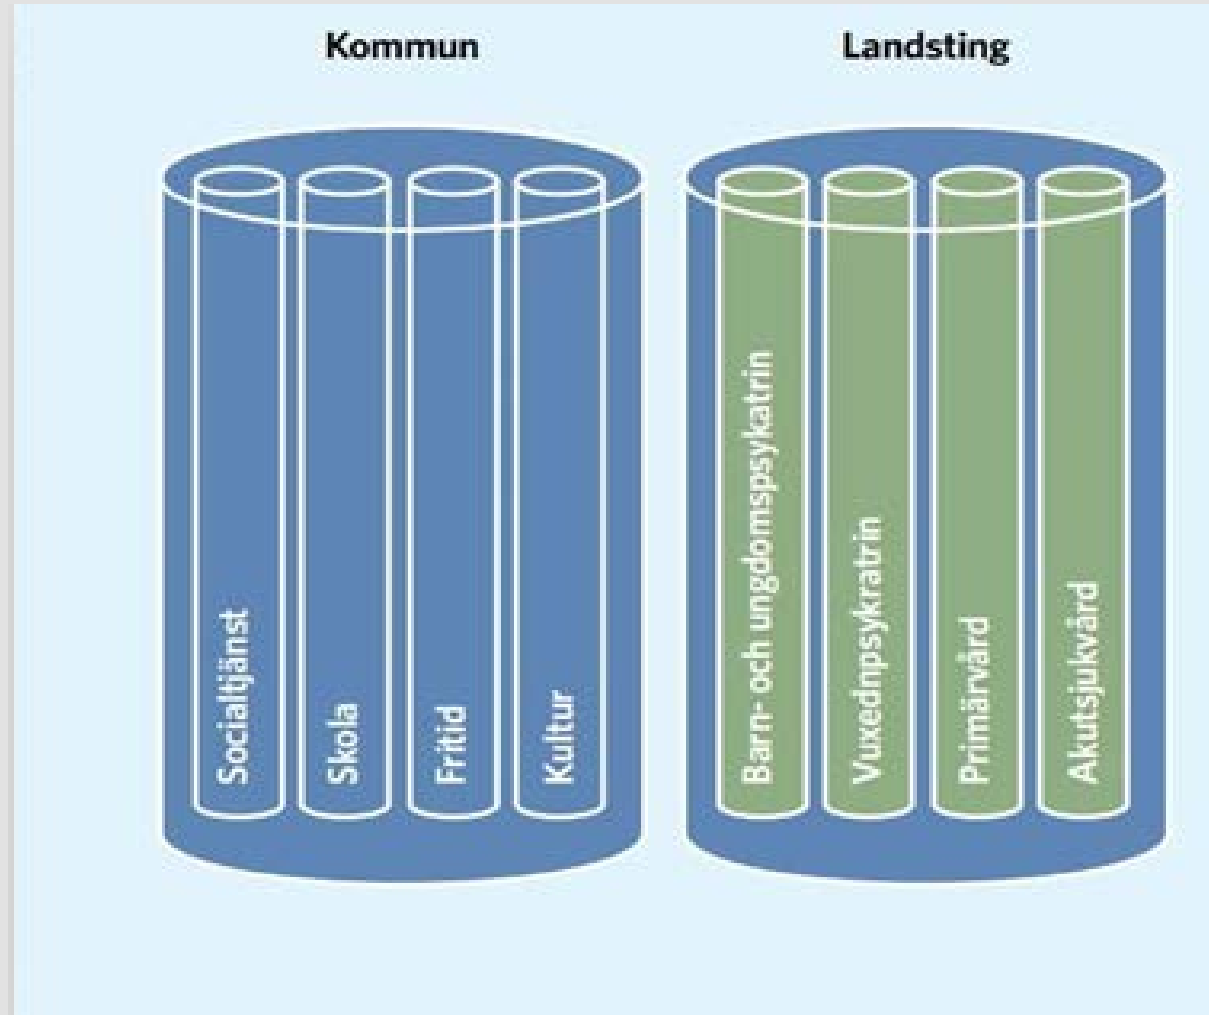 Kommun
Landsting
Socialtjänst
Skola
Fritid
Kultur
Barn- och ungdomspsykatrin
Vuxednpsykratrin
Primärvård
Akutsjukvård